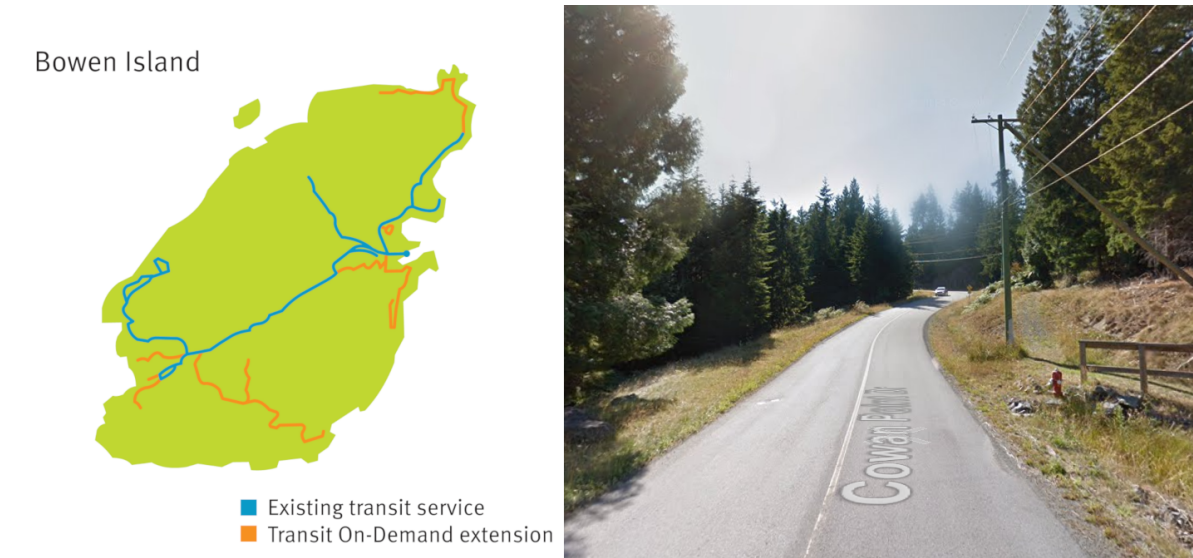 Bowen Island
Existing transit service
Transit On-Demand extension
Cowan Point Dr